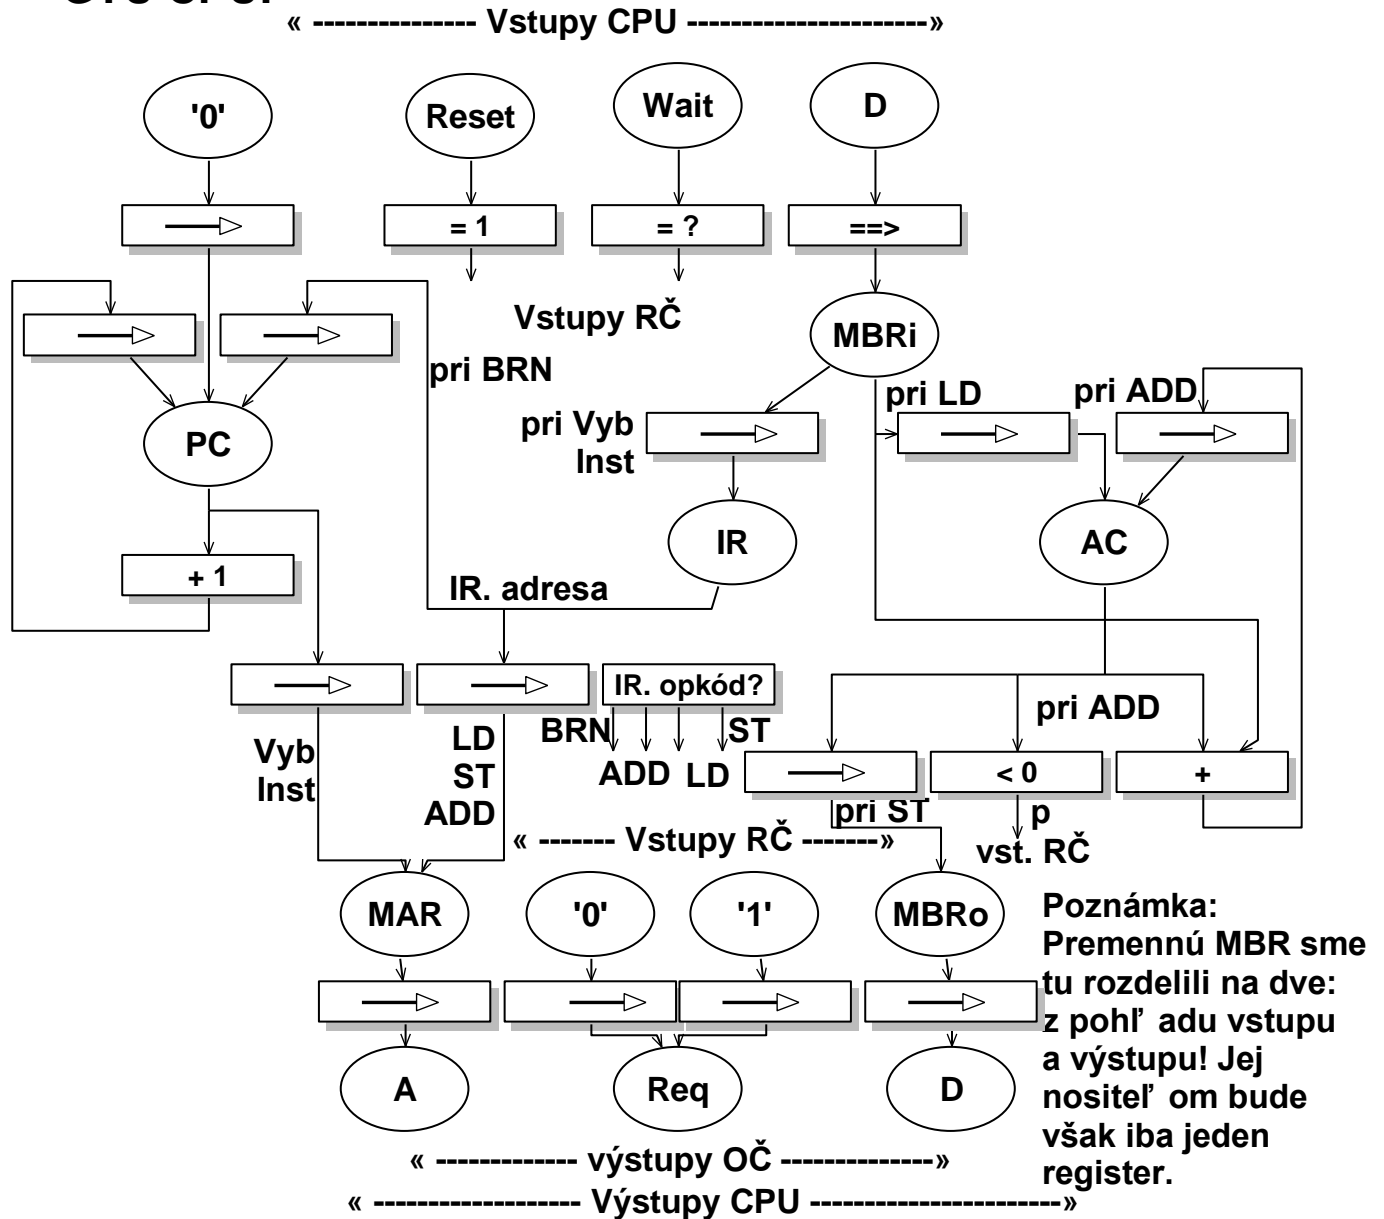 « --------------- Vstupy CPU ----------------------»
'0'
Reset
Wait
D
= 1
= ?
==>
Vstupy RČ
MBRi
pri BRN
pri LD
pri ADD
pri Vyb
Inst
PC
IR
AC
+ 1
IR. adresa
IR. opkód?
BRN
ST
ADD
LD
pri ADD
Vyb
Inst
LD
ST
ADD
< 0
+
pri ST
p
« ------- Vstupy RČ -------»
vst. RČ
MAR
'0'
'1'
MBRo
Poznámka:
Premennú MBR sme
tu rozdelili na dve:
z pohľ adu vstupu
a výstupu! Jej
nositeľ om bude
však iba jeden
register.
A
Req
D
« ------------- výstupy OČ --------------»
« ------------------- Výstupy CPU -----------------------»